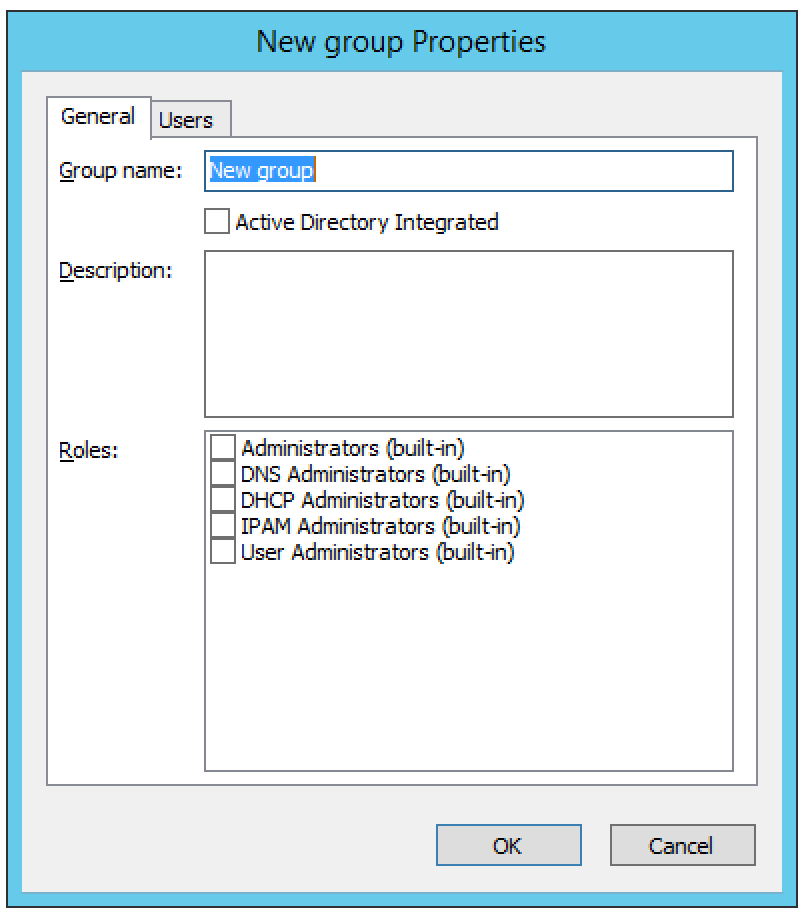 New group Properties
General
Users
Group name:
New group
Active Directory Integrated
Description:
Roles:
Administrators (built-in)
DNS Administrators (built-in)
DHCP Administrators (built-in)
IPAM Administrators (built-in)
User Administrators (built-in)
OK
Cancel